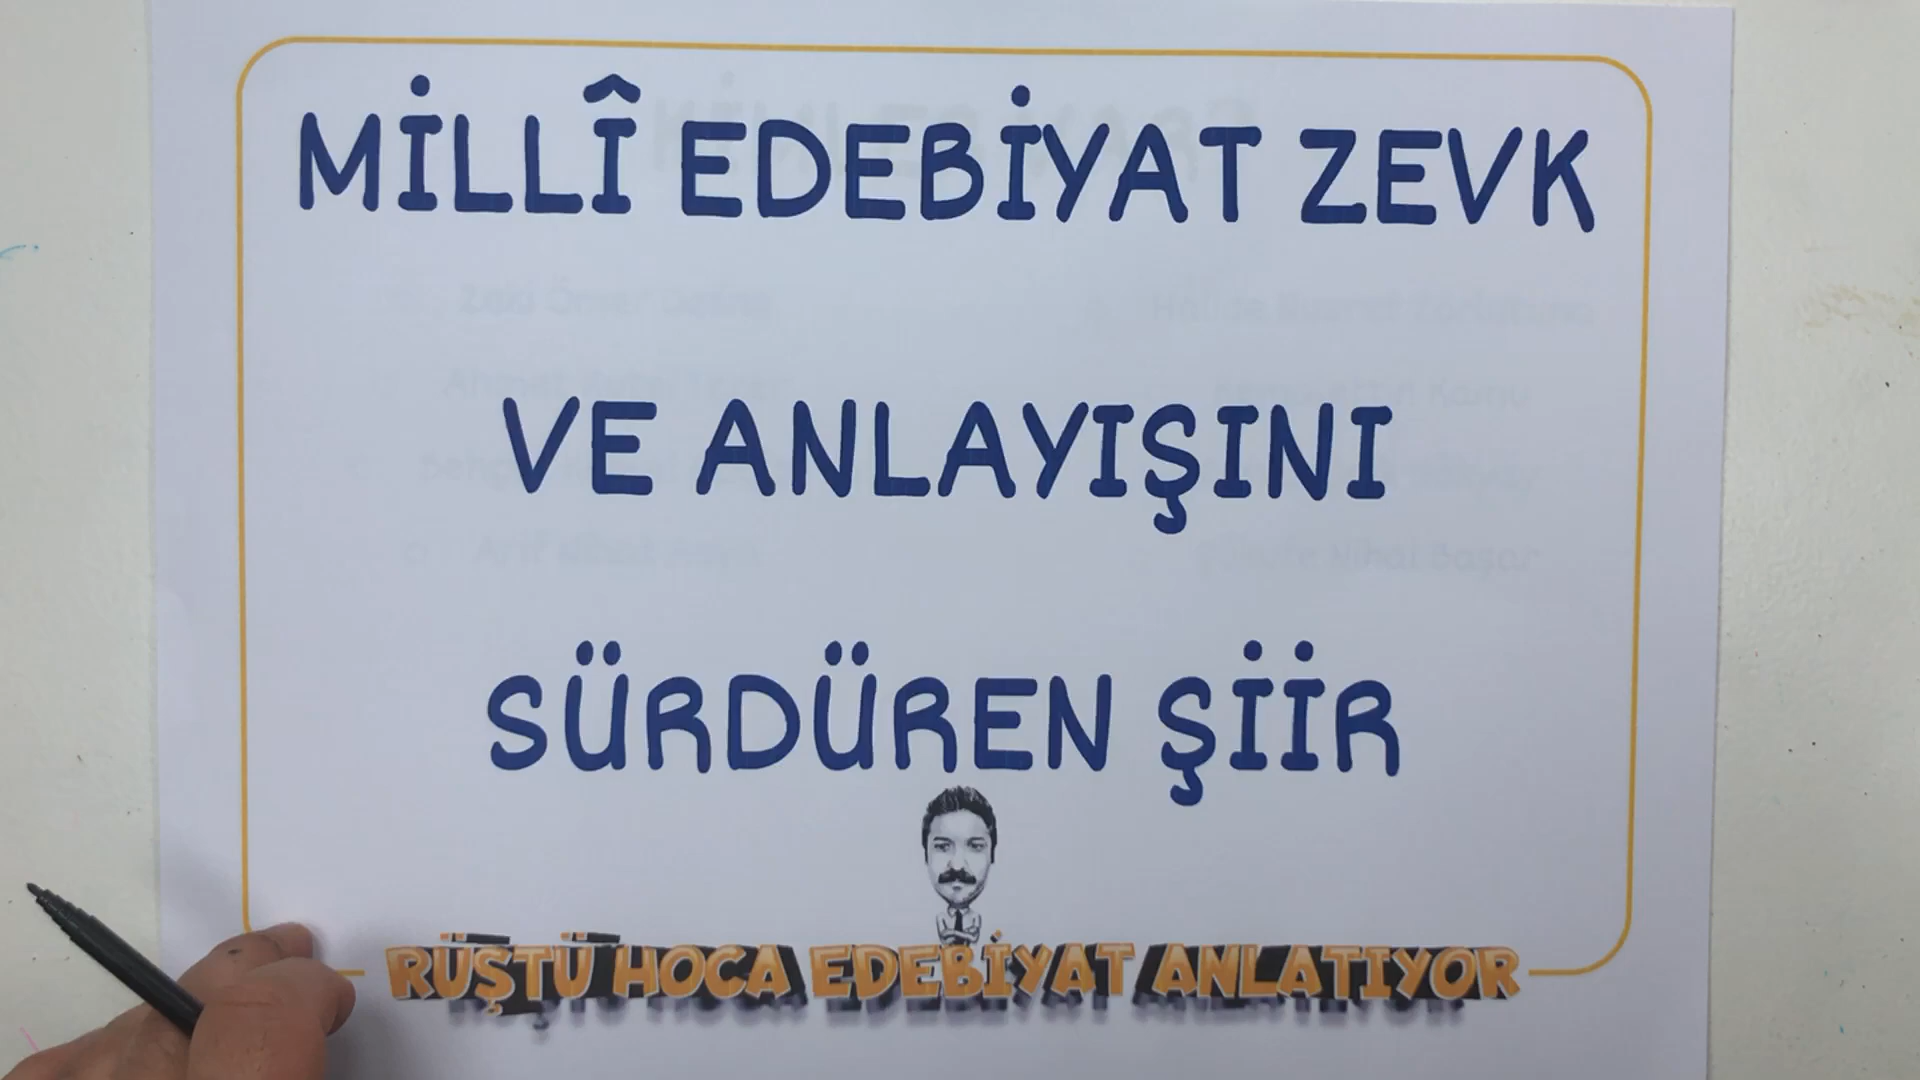 MİLLÎ EDEBİYAT ZEVK
VE ANLAYIŞINI
SÜRDÜREN ŞİİR
RÜŞTÜ HOCA EDEBİYAT ANLATIYOR